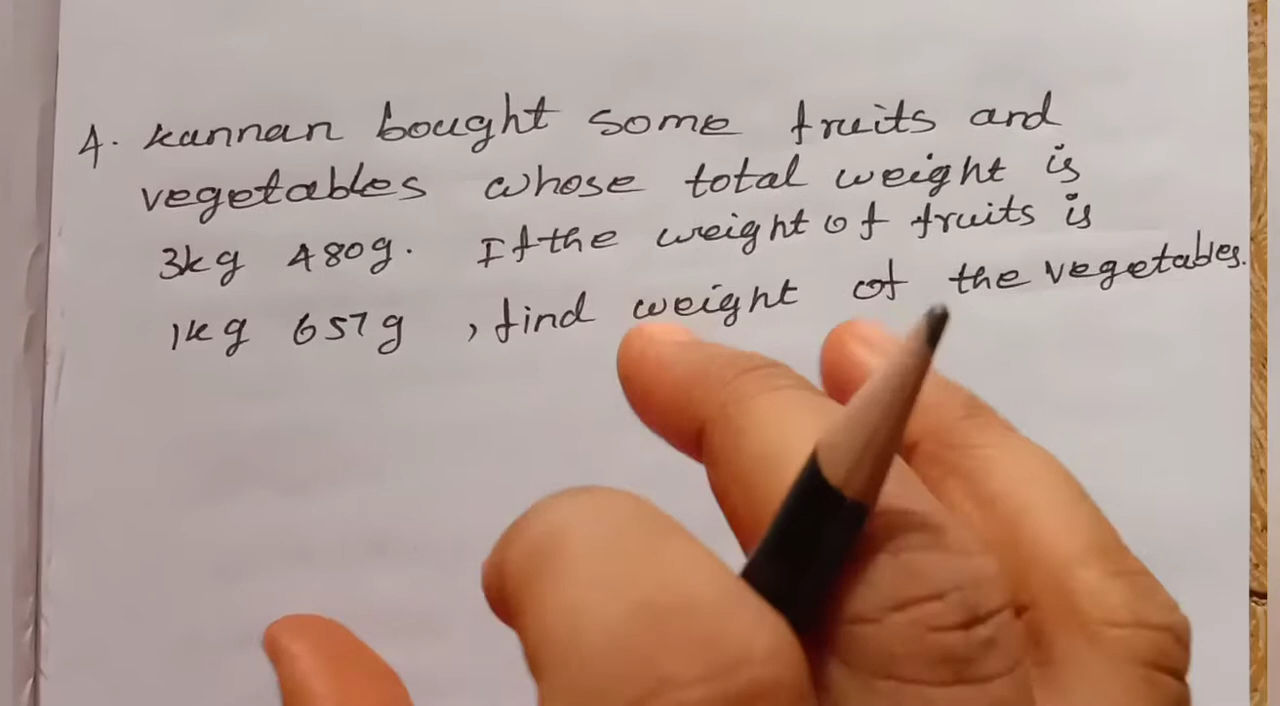 4. kannan bought some fruits and
vegetables whose total weight is
3kg 480g. If the weight of fruits is
1kg 657g , find weight of the vegetables.